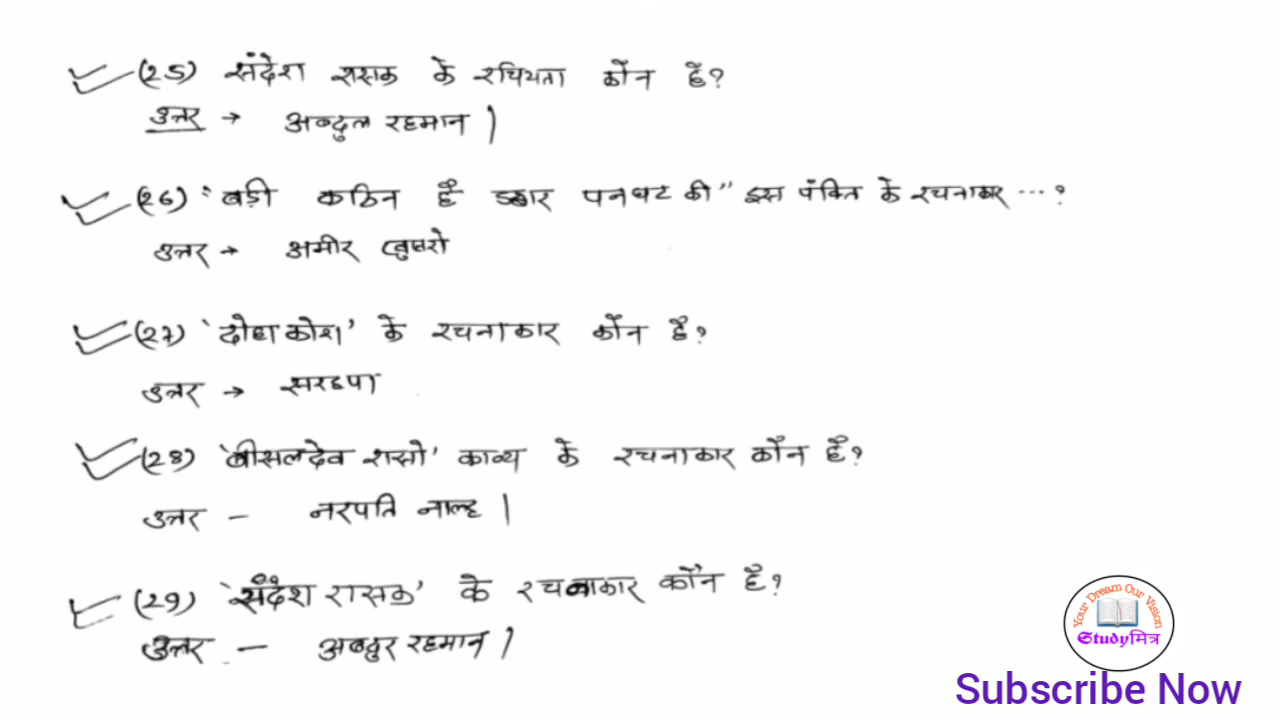 (25) संदेश रासक के रचियता कौन है?
उत्तर → अब्दुल रहमान |
(26) "बड़ी कठिन है डगर पनघट की" इस पंक्ति के रचनाकार ...?
उत्तर → अमीर खुसरो
(27) 'दोहा कोश' के रचनाकार कौन है?
उत्तर → सरहपा
(28) 'बीसलदेव रासो' काव्य के रचनाकार कौन है?
उत्तर - नरपति नाल्ह |
(29) 'संदेश रासक' के रचनाकार कौन है?
उत्तर - अब्दुर रहमान |
Your Dream Our Vision
Studyमित्र
Subscribe Now